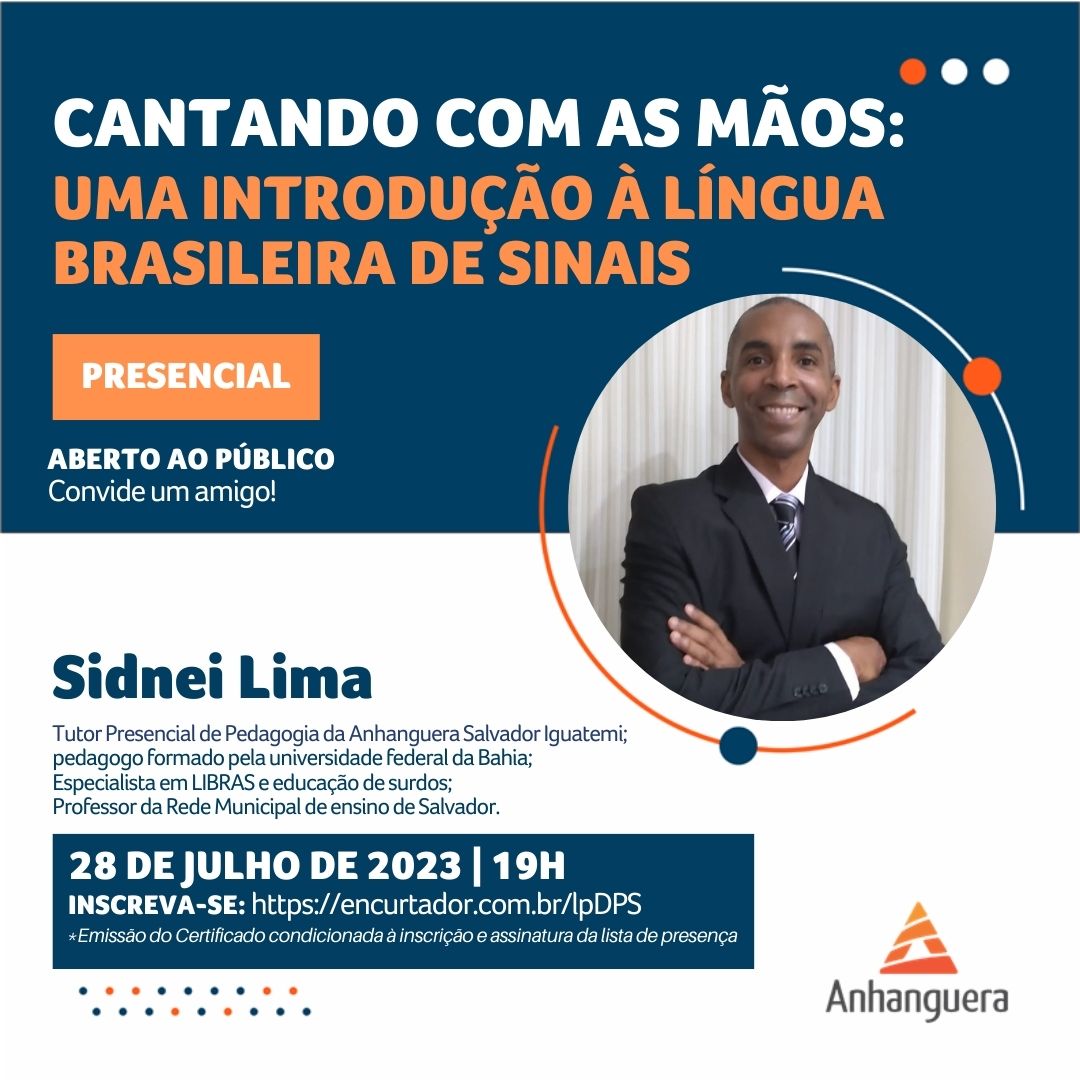 CANTANDO COM AS MÃOS:
UMA INTRODUÇÃO À LÍNGUA
BRASILEIRA DE SINAIS
PRESENCIAL
ABERTO AO PÚBLICO
Convide um amigo!
Sidnei Lima
Tutor Presencial de Pedagogia da Anhanguera Salvador Iguatemi;
pedagogo formado pela universidade federal da Bahia;
Especialista em LIBRAS e educação de surdos;
Professor da Rede Municipal de ensino de Salvador.
28 DE JULHO DE 2023 | 19H
INSCREVA-SE: https://encurtador.com.br/lpDPS
*Emissão do Certificado condicionada à inscrição e assinatura da lista de presença
Anhanguera